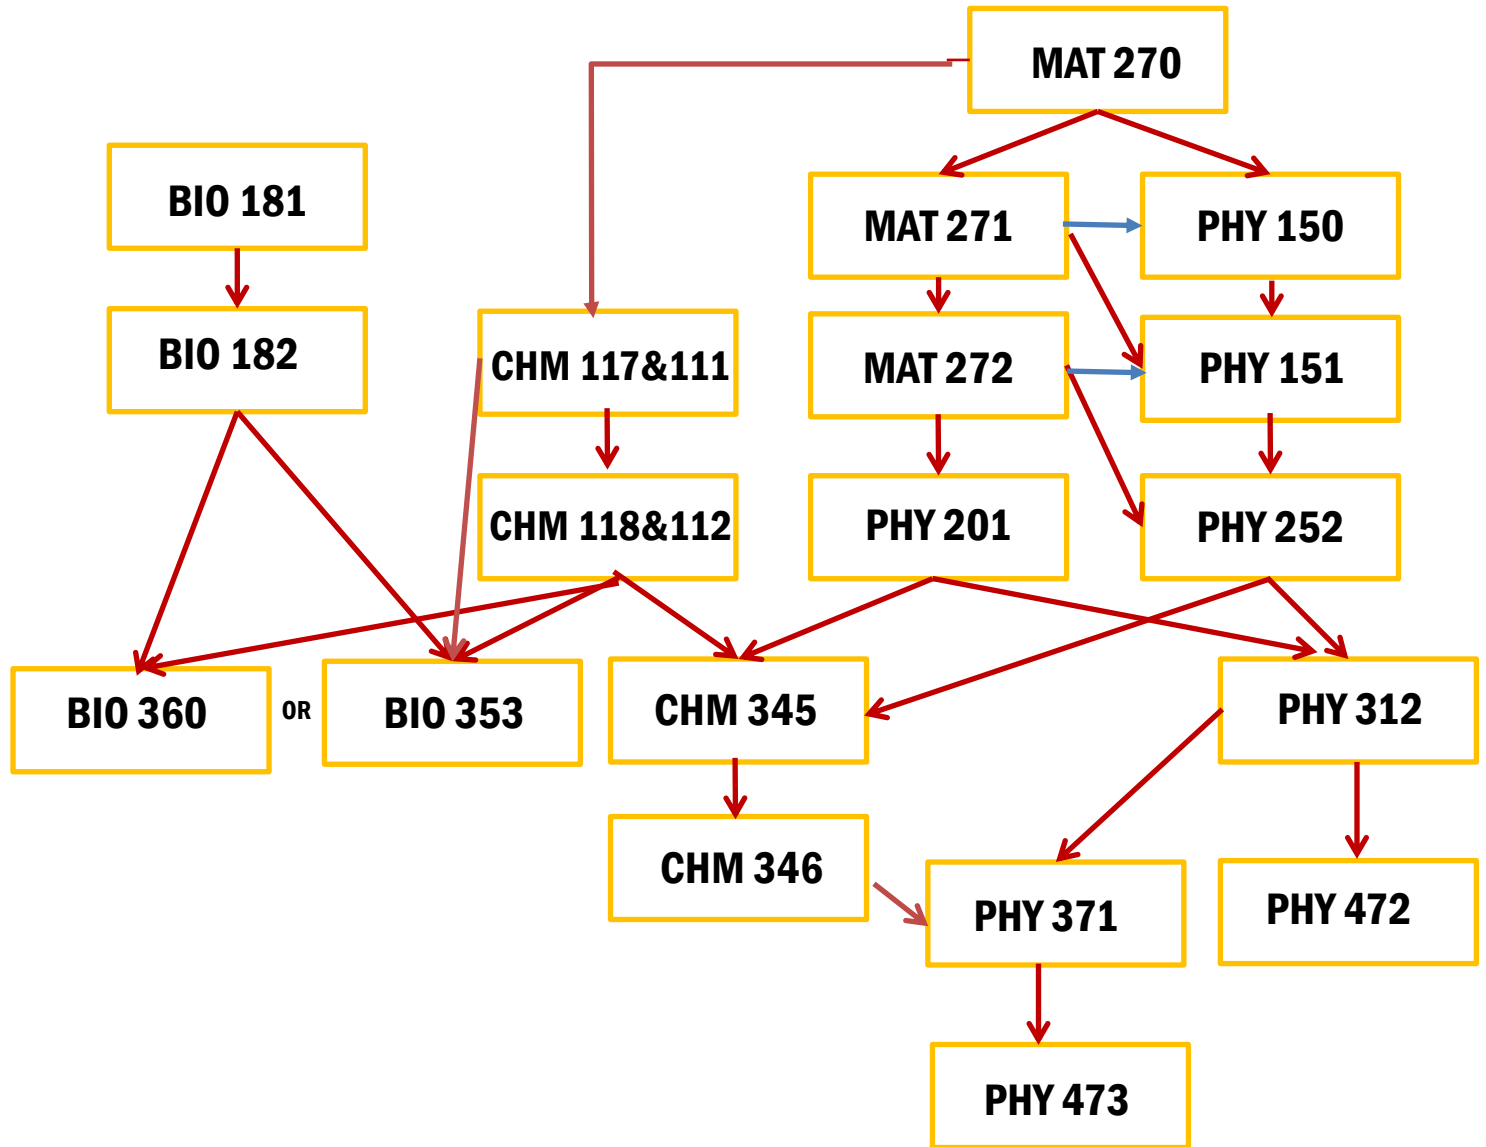 MAT 270
BIO 181
MAT 271
PHY 150
BIO 182
CHM 117&111
MAT 272
PHY 151
CHM 118&112
PHY 201
PHY 252
BIO 360
OR
BIO 353
CHM 345
PHY 312
CHM 346
PHY 371
PHY 472
PHY 473